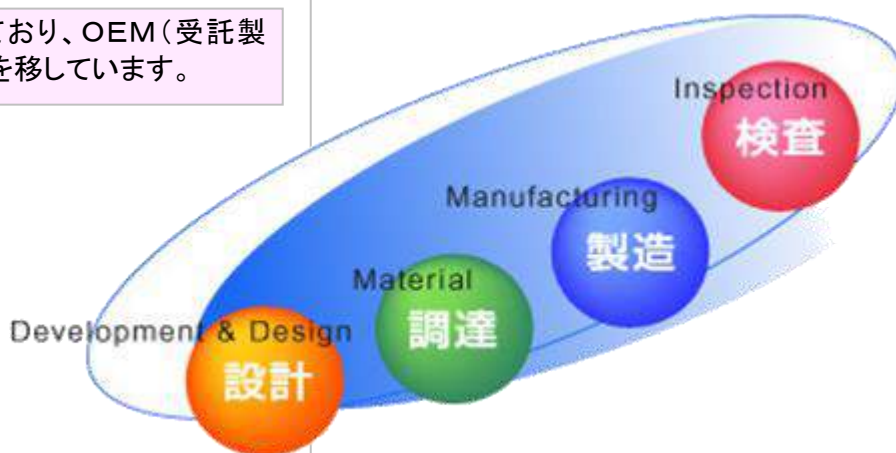 ており、OEM（受託製
を移しています。
Inspection
検査
Manufacturing
製造
Material
調達
Development & Design
設計